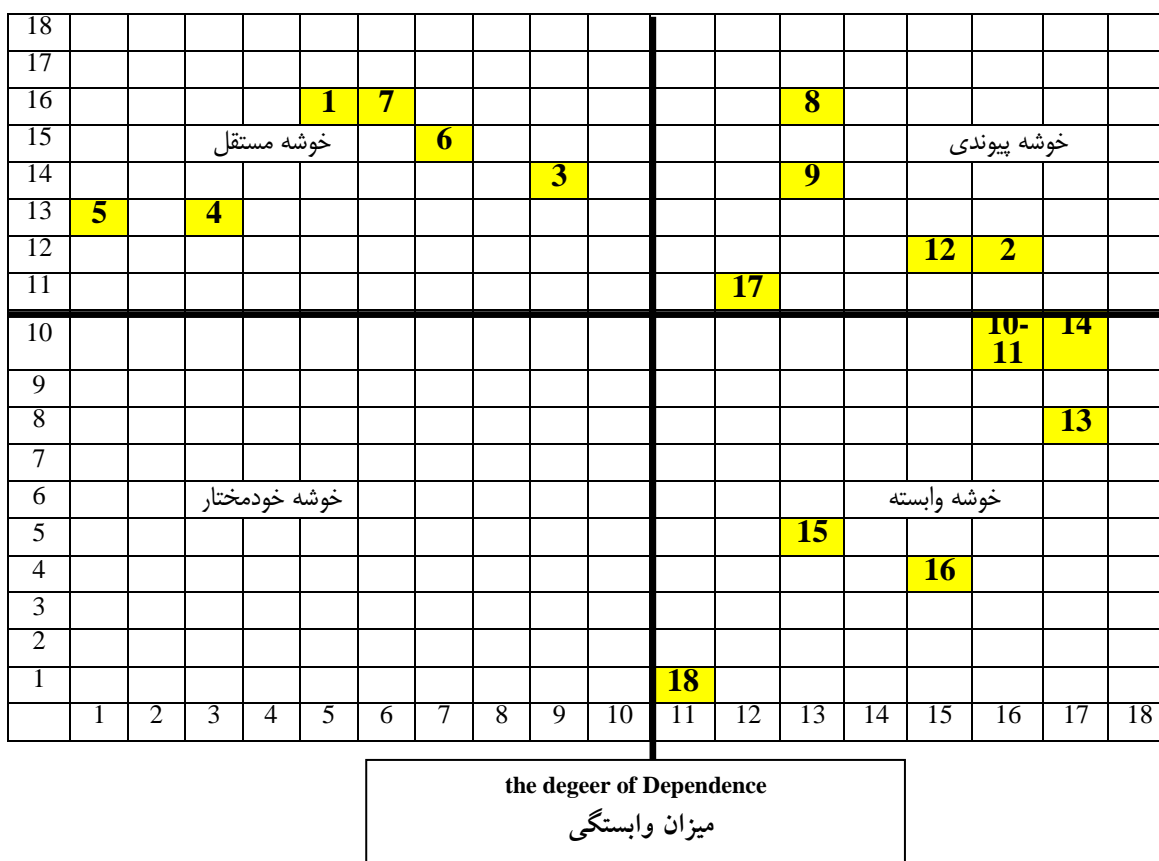 18
17
16 1 7 8
15 خوشه مستقل 6 خوشه پیوندی
14 3 9
13 5 4
12 12 2
11 17
10 10-11 14
9
8 13
7
6 خوشه خودمختار خوشه وابسته
5 15
4 16
3
2
1 18
1 2 3 4 5 6 7 8 9 10 11 12 13 14 15 16 17 18
the degeer of Dependence
میزان وابستگی